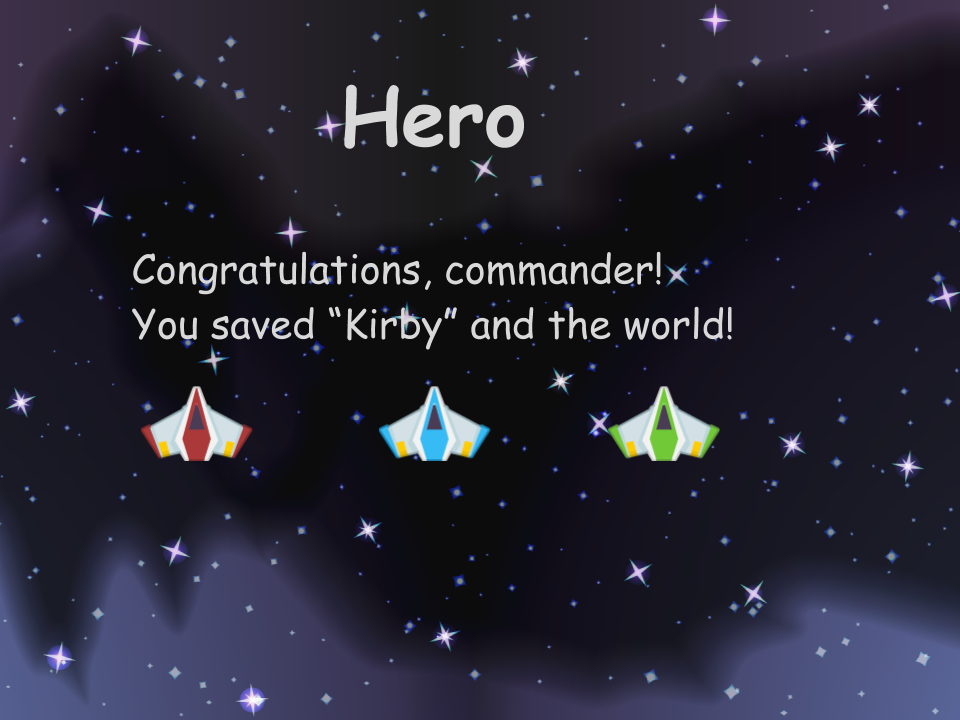 Hero
Congratulations, commander!
You saved “Kirby” and the world!